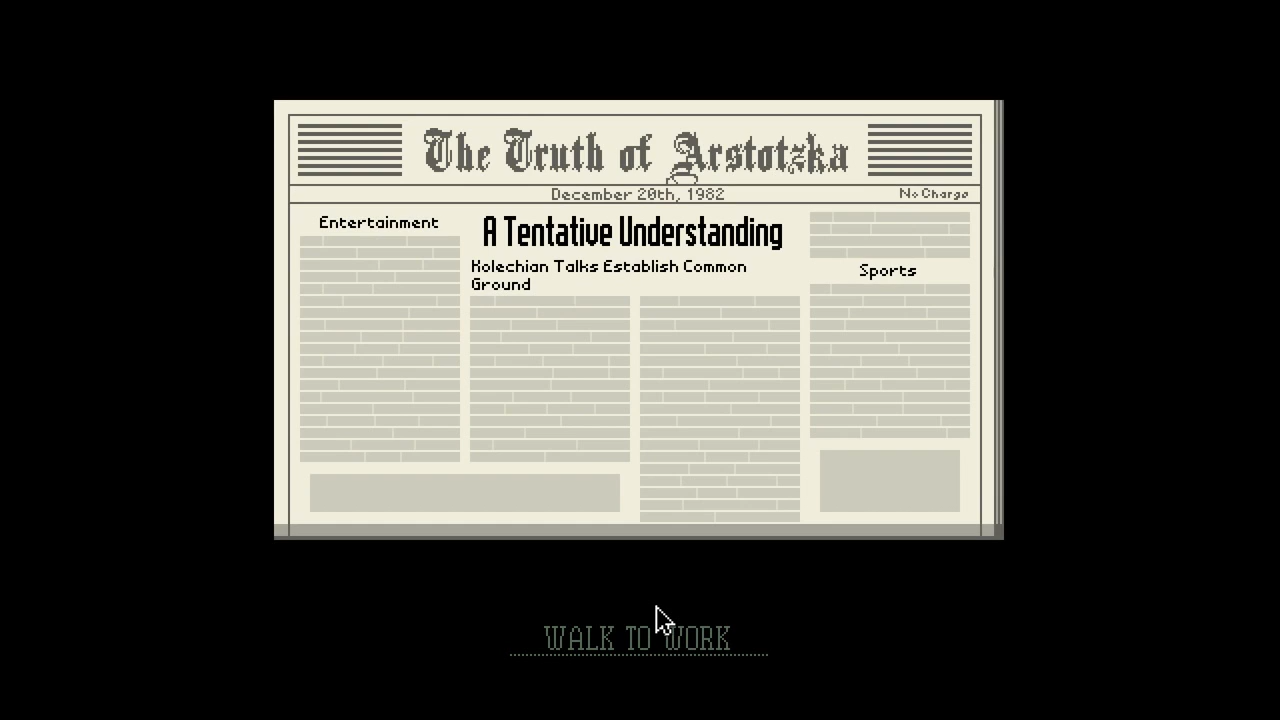 The Truth of Arstotzka
December 20th, 1982
No Charge
Entertainment
A Tentative Understanding
Kolechian Talks Establish Common
Ground
Sports
WALK TO WORK